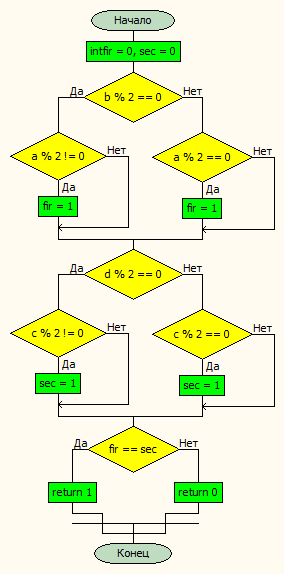 Начало
intfir = 0, sec = 0
b % 2 == 0
Да
Нет
a % 2 != 0
Нет
a % 2 == 0
Нет
Да
Да
fir = 1
fir = 1
d % 2 == 0
Да
Нет
c % 2 != 0
Нет
c % 2 == 0
Нет
Да
Да
sec = 1
sec = 1
fir == sec
Да
Нет
return 1
return 0
Конец